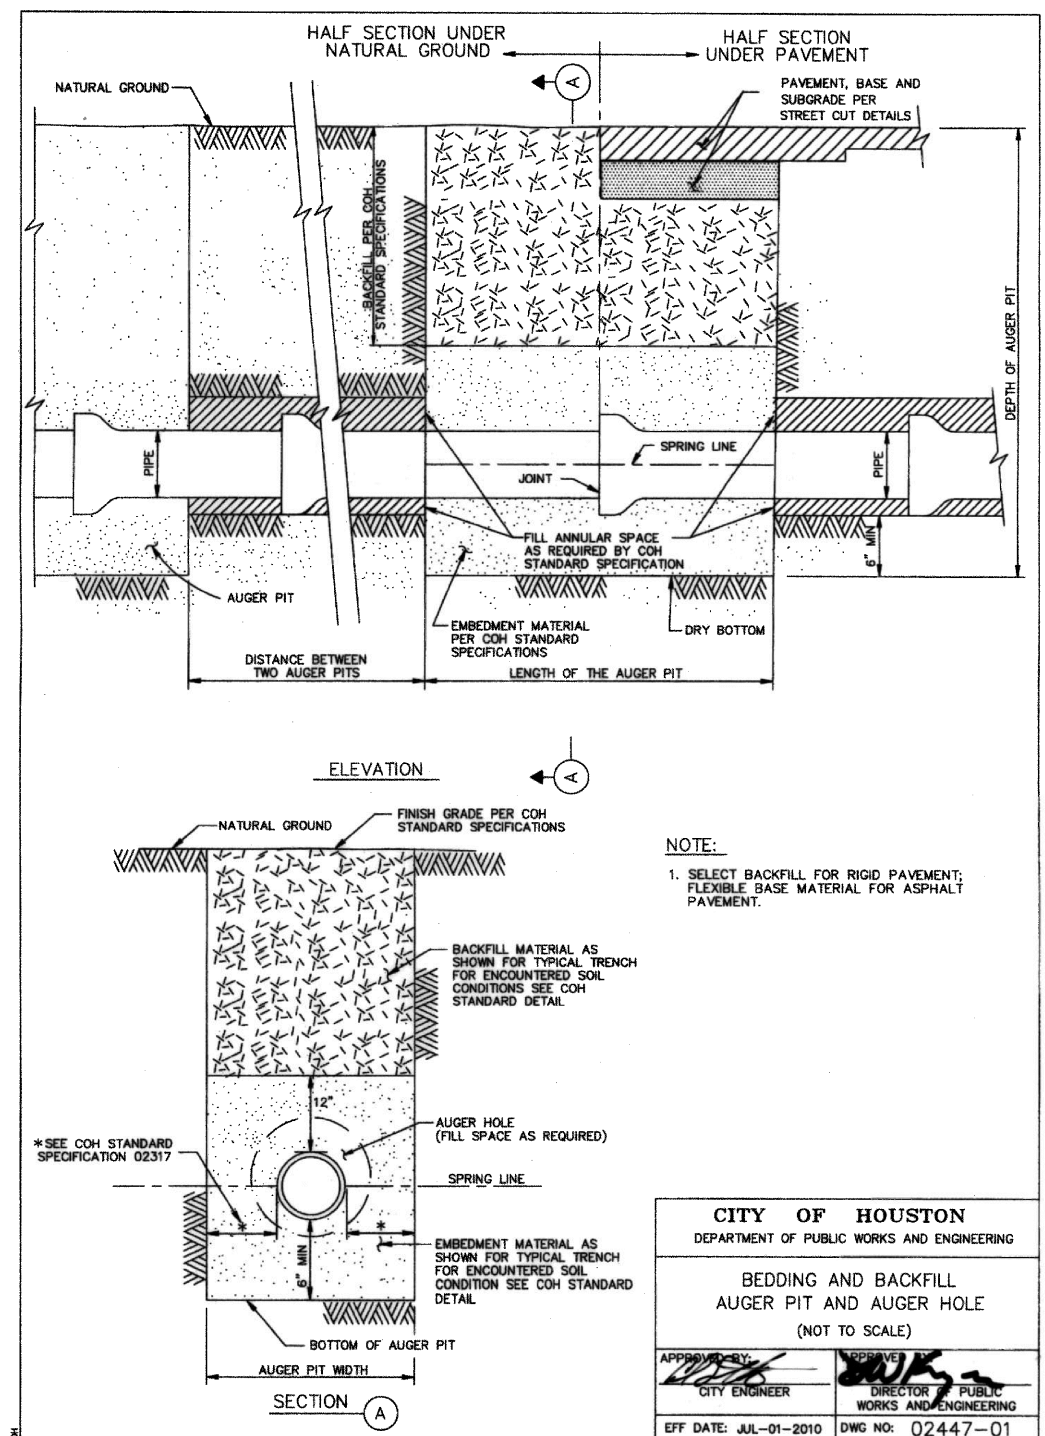 HALF SECTION UNDER
NATURAL GROUND
HALF SECTION
UNDER PAVEMENT
A
NATURAL GROUND
PAVEMENT, BASE AND
SUBGRADE PER
STREET CUT DETAILS
BACKFILL PER COH
STANDARD SPECIFICATIONS
DEPTH OF AUGER PIT
PIPE
SPRING LINE
JOINT
PIPE
FILL ANNULAR SPACE
AS REQUIRED BY COH
STANDARD SPECIFICATION
6" MIN
AUGER PIT
EMBEDMENT MATERIAL
PER COH STANDARD
SPECIFICATIONS
DRY BOTTOM
DISTANCE BETWEEN
TWO AUGER PITS
LENGTH OF THE AUGER PIT
ELEVATION
A
NATURAL GROUND
FINISH GRADE PER COH
STANDARD SPECIFICATIONS
NOTE:
1. SELECT BACKFILL FOR RIGID PAVEMENT;
FLEXIBLE BASE MATERIAL FOR ASPHALT
PAVEMENT.
BACKFILL MATERIAL AS
SHOWN FOR TYPICAL TRENCH
FOR ENCOUNTERED SOIL
CONDITIONS SEE COH
STANDARD DETAIL
12"
AUGER HOLE
(FILL SPACE AS REQUIRED)
*SEE COH STANDARD
SPECIFICATION 02317
SPRING LINE
*
*
6" MIN
EMBEDMENT MATERIAL AS
SHOWN FOR TYPICAL TRENCH
FOR ENCOUNTERED SOIL
CONDITION SEE COH STANDARD
DETAIL
BOTTOM OF AUGER PIT
AUGER PIT WIDTH
SECTION A
CITY OF HOUSTON
DEPARTMENT OF PUBLIC WORKS AND ENGINEERING
BEDDING AND BACKFILL
AUGER PIT AND AUGER HOLE
(NOT TO SCALE)
APPROVED BY:
CITY ENGINEER
APPROVED BY:
DIRECTOR OF PUBLIC
WORKS AND ENGINEERING
EFF DATE: JUL-01-2010
DWG NO: 02447-01